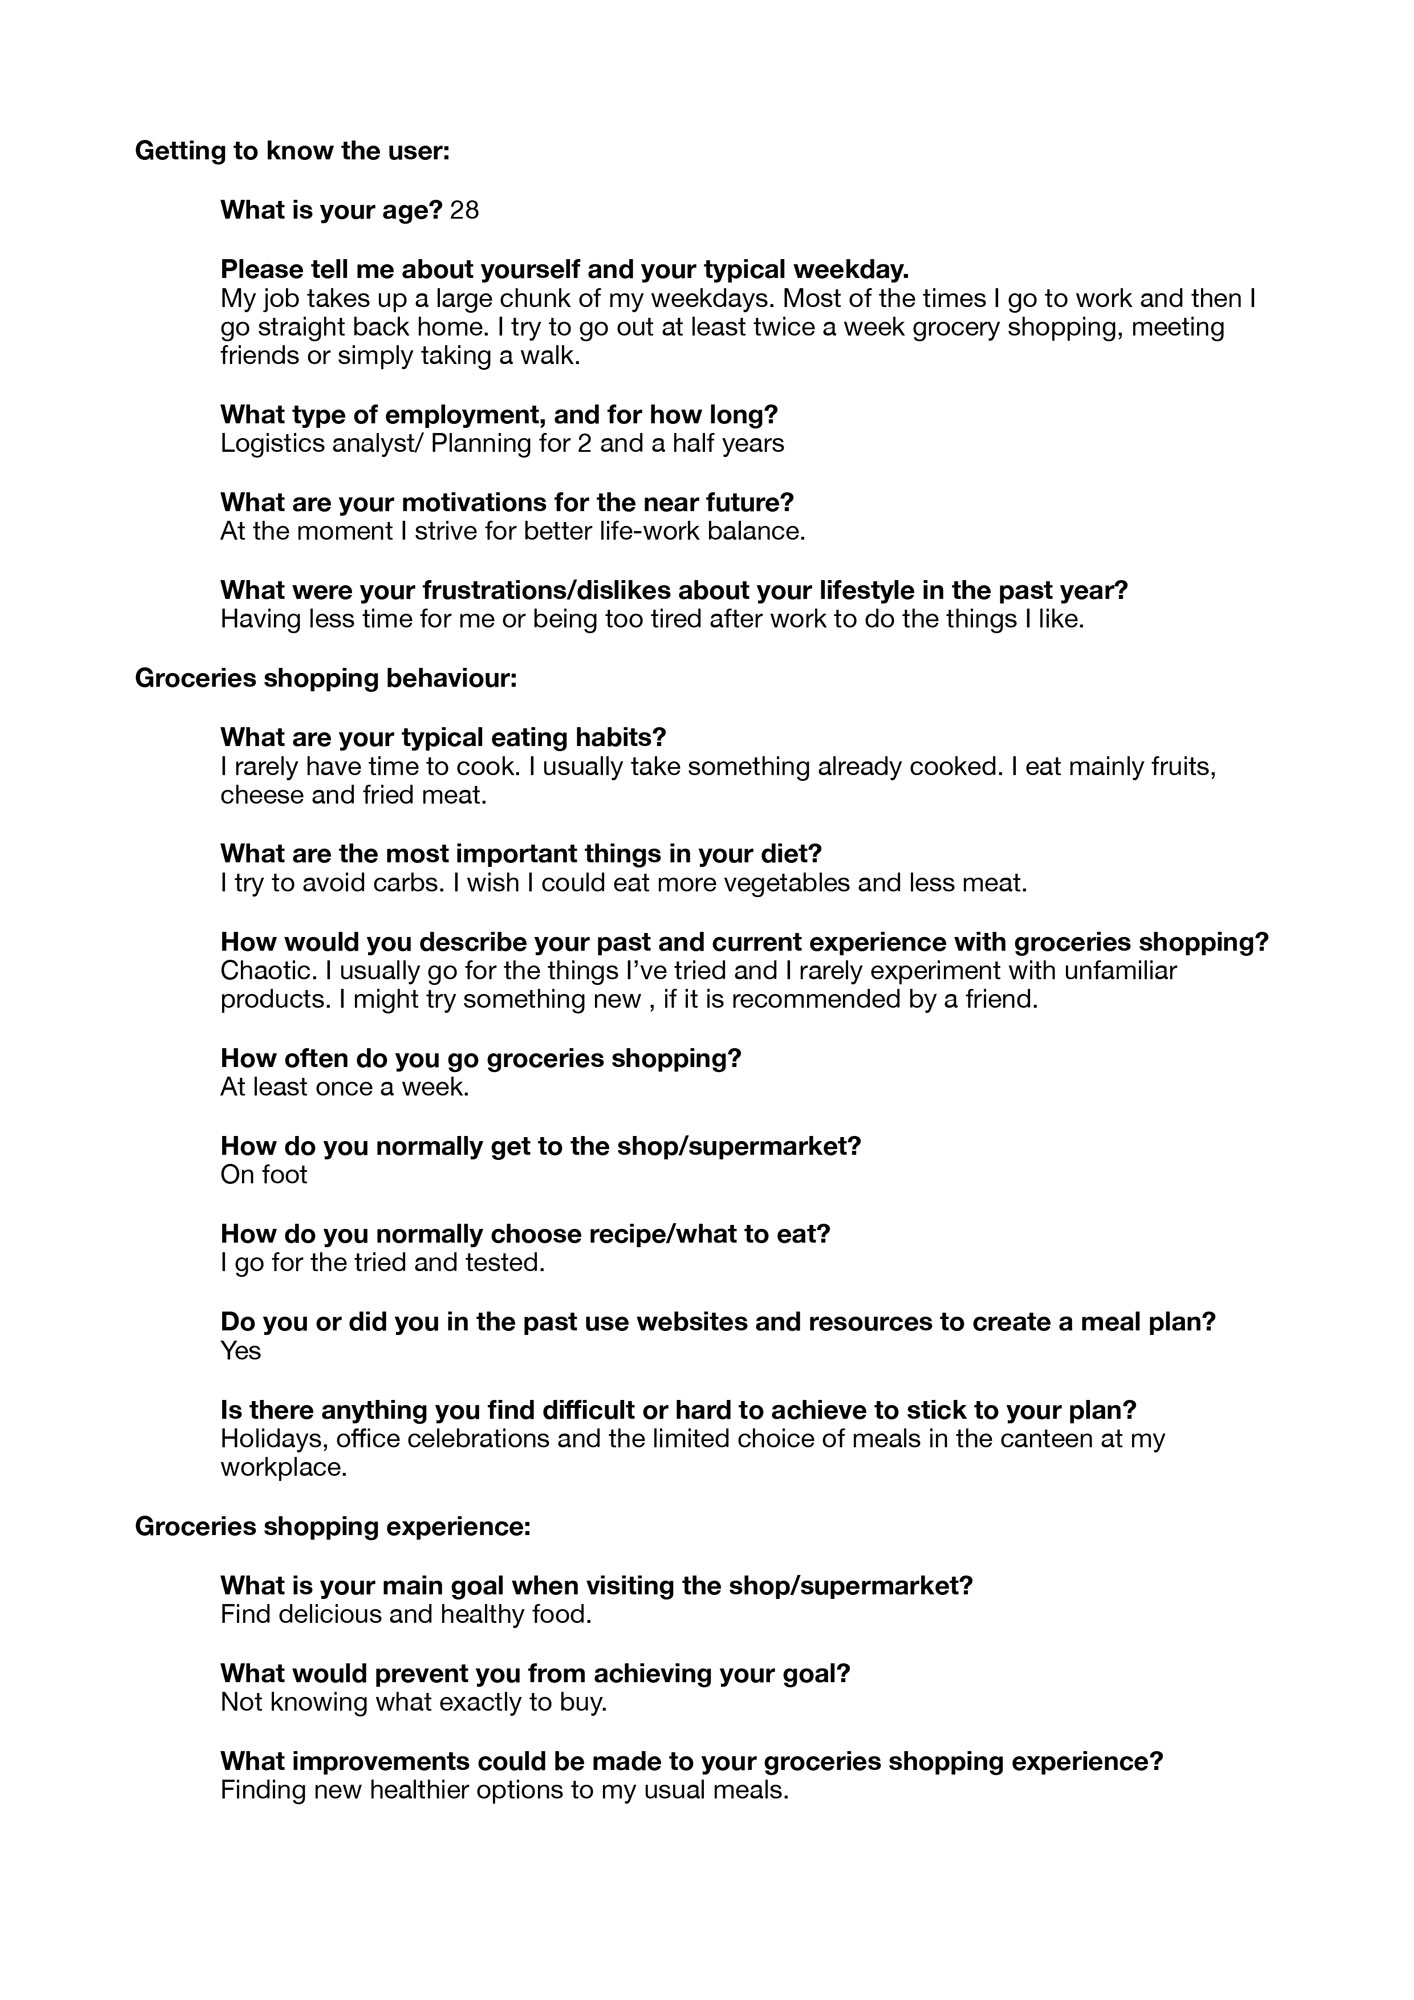 Getting to know the user:
What is your age? 28
Please tell me about yourself and your typical weekday.
My job takes up a large chunk of my weekdays. Most of the times I go to work and then I
go straight back home. I try to go out at least twice a week grocery shopping, meeting
friends or simply taking a walk.
What type of employment, and for how long?
Logistics analyst/ Planning for 2 and a half years
What are your motivations for the near future?
At the moment I strive for better life-work balance.
What were your frustrations/dislikes about your lifestyle in the past year?
Having less time for me or being too tired after work to do the things I like.
Groceries shopping behaviour:
What are your typical eating habits?
I rarely have time to cook. I usually take something already cooked. I eat mainly fruits,
cheese and fried meat.
What are the most important things in your diet?
I try to avoid carbs. I wish I could eat more vegetables and less meat.
How would you describe your past and current experience with groceries shopping?
Chaotic. I usually go for the things I’ve tried and I rarely experiment with unfamiliar
products. I might try something new , if it is recommended by a friend.
How often do you go groceries shopping?
At least once a week.
How do you normally get to the shop/supermarket?
On foot
How do you normally choose recipe/what to eat?
I go for the tried and tested.
Do you or did you in the past use websites and resources to create a meal plan?
Yes
Is there anything you find difficult or hard to achieve to stick to your plan?
Holidays, office celebrations and the limited choice of meals in the canteen at my
workplace.
Groceries shopping experience:
What is your main goal when visiting the shop/supermarket?
Find delicious and healthy food.
What would prevent you from achieving your goal?
Not knowing what exactly to buy.
What improvements could be made to your groceries shopping experience?
Finding new healthier options to my usual meals.